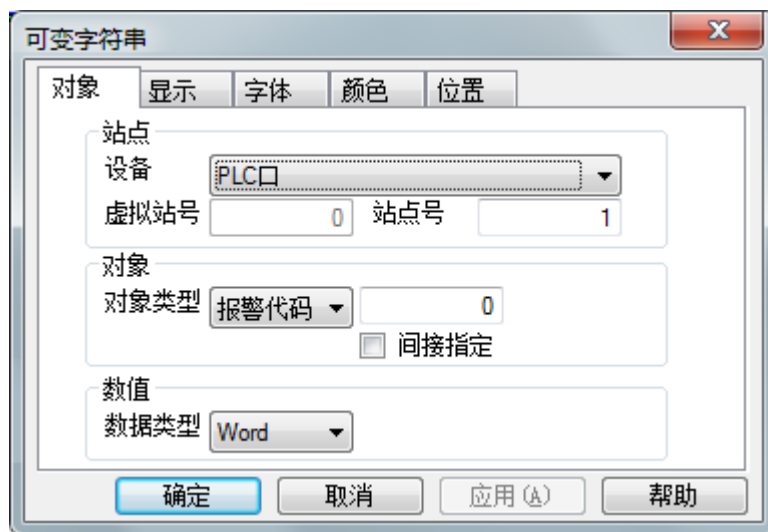 可变字符串
对象 显示 字体 颜色 位置
站点
设备 PLC口
虚拟站号 0 站点号 1
对象
对象类型 报警代码 0
间接指定
数值
数据类型 Word
确定 取消 应用(A) 帮助